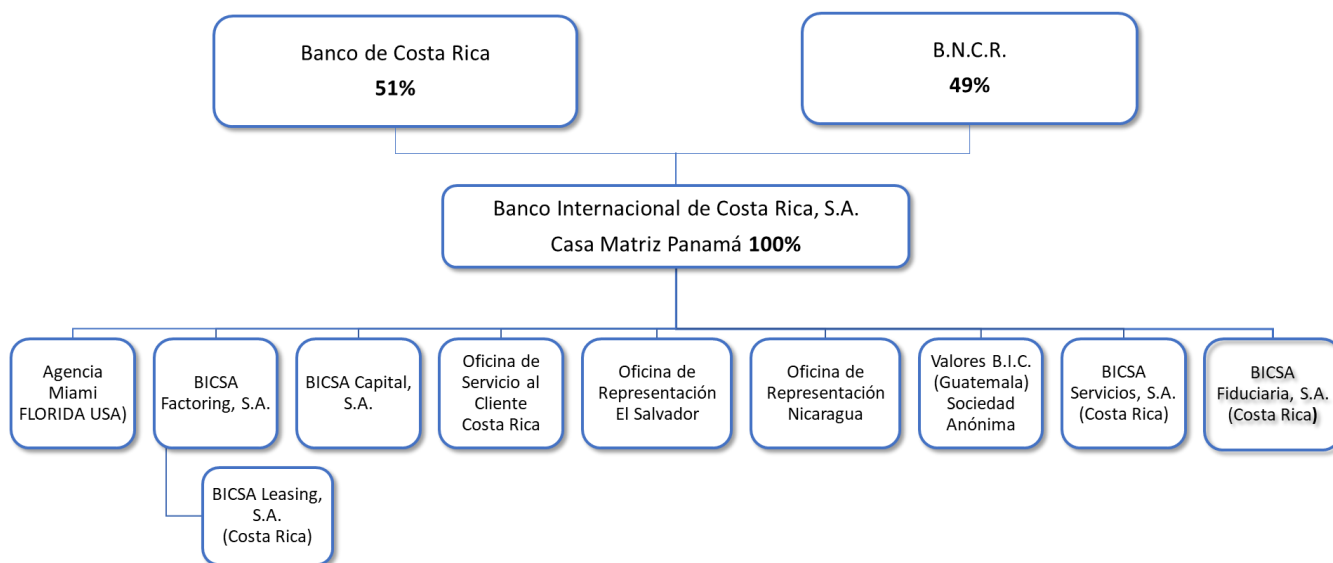 Banco de Costa Rica
51%
B.N.C.R.
49%
Banco Internacional de Costa Rica, S.A.
Casa Matriz Panamá 100%
Agencia
Miami
FLORIDA USA)
BICSA
Factoring, S.A.
BICSA Capital,
S.A.
Oficina de
Servicio al
Cliente
Costa Rica
Oficina de
Representación
El Salvador
Oficina de
Representación
Nicaragua
Valores B.I.C.
(Guatemala)
Sociedad
Anónima
BICSA
Servicios, S.A.
(Costa Rica)
BICSA
Fiduciaria, S.A.
(Costa Rica)
BICSA Leasing,
S.A.
(Costa Rica)